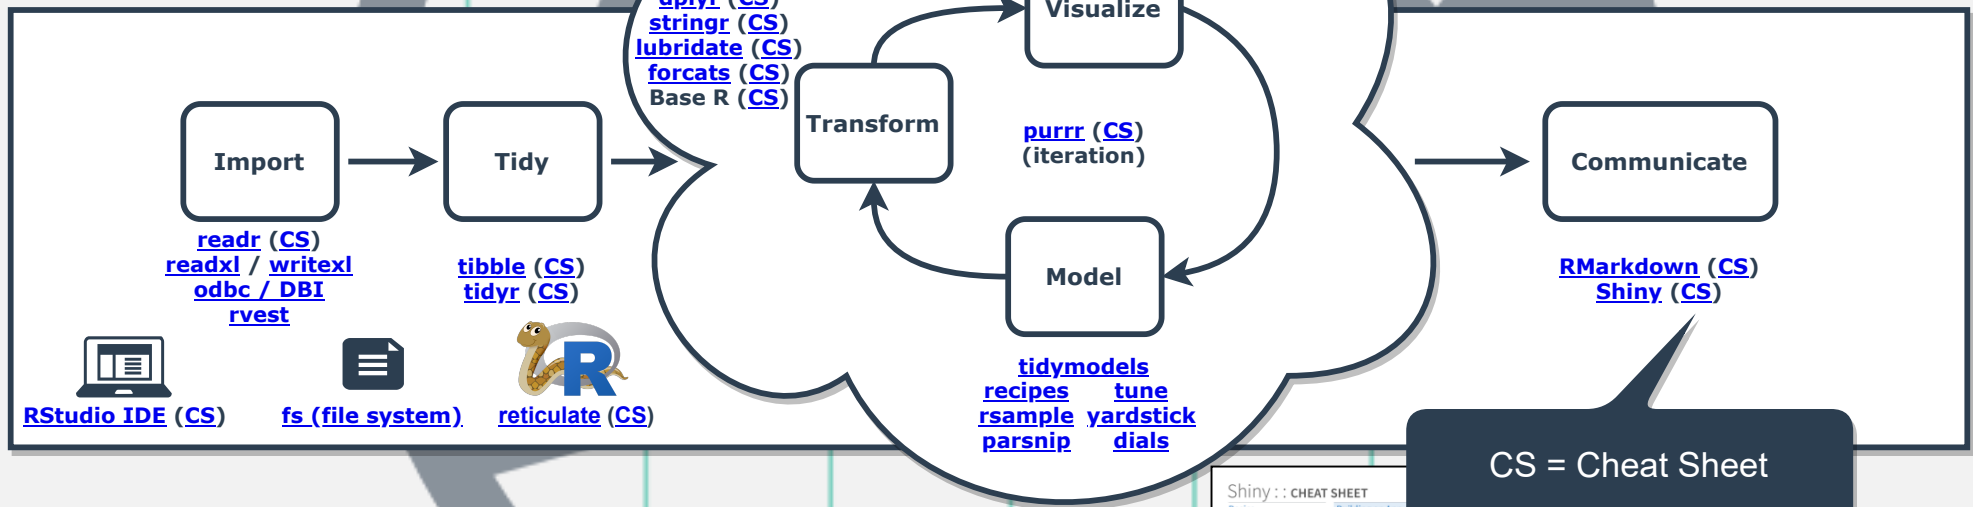 dplyr (CS)
stringr (CS)
lubridate (CS)
forcats (CS)
Base R (CS)
Visualize
Transform
purrr (CS)
(iteration)
Import
Tidy
Communicate
readr (CS)
readxl / writexl
odbc / DBI
rvest
tibble (CS)
tidyr (CS)
Model
RMarkdown (CS)
Shiny (CS)
R
RStudio IDE (CS)
fs (file system)
reticulate (CS)
tidymodels
recipes tune
rsample yardstick
parsnip dials
CS = Cheat Sheet
Shiny :: CHEAT SHEET